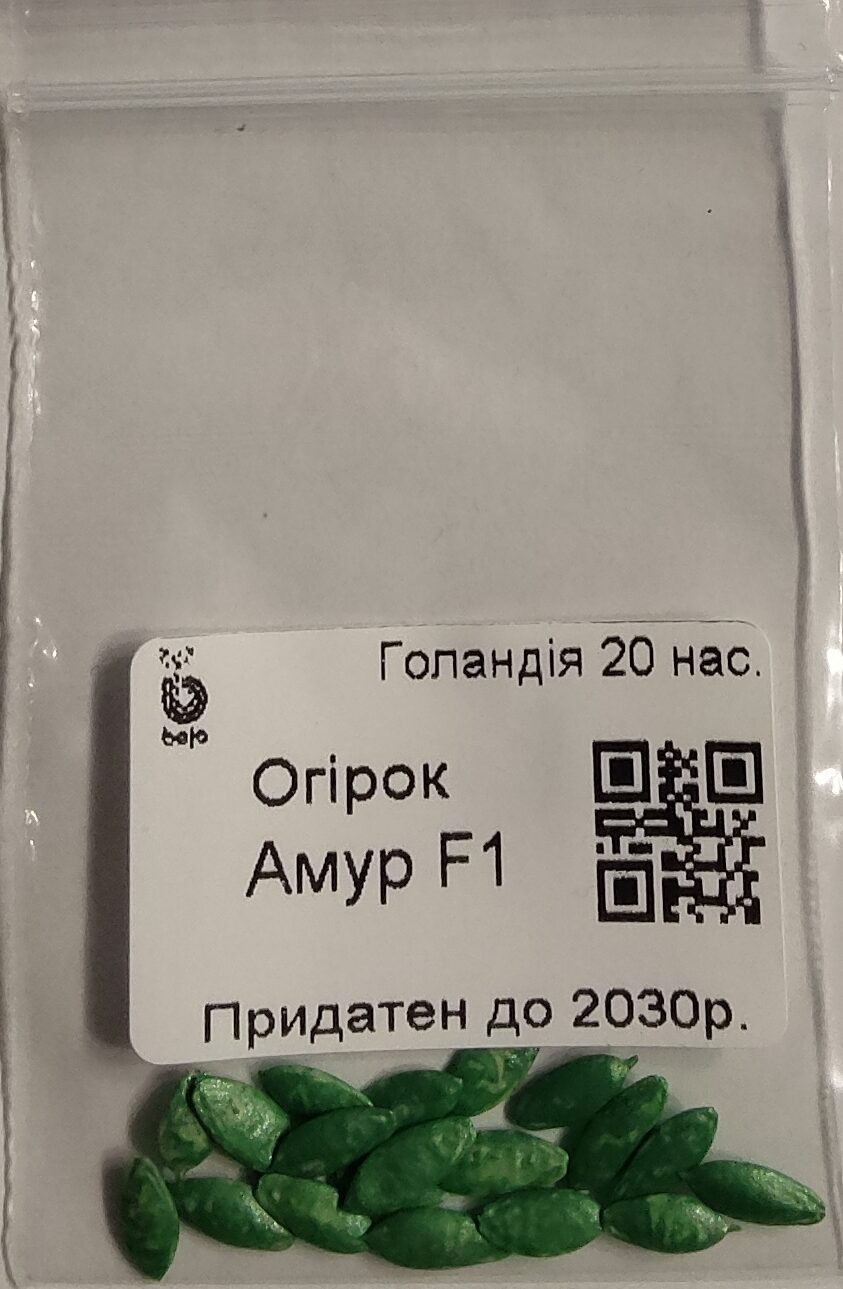 Голандія 20 нас.
bejo
Огірок
Амур F1
Придатен до 2030р.